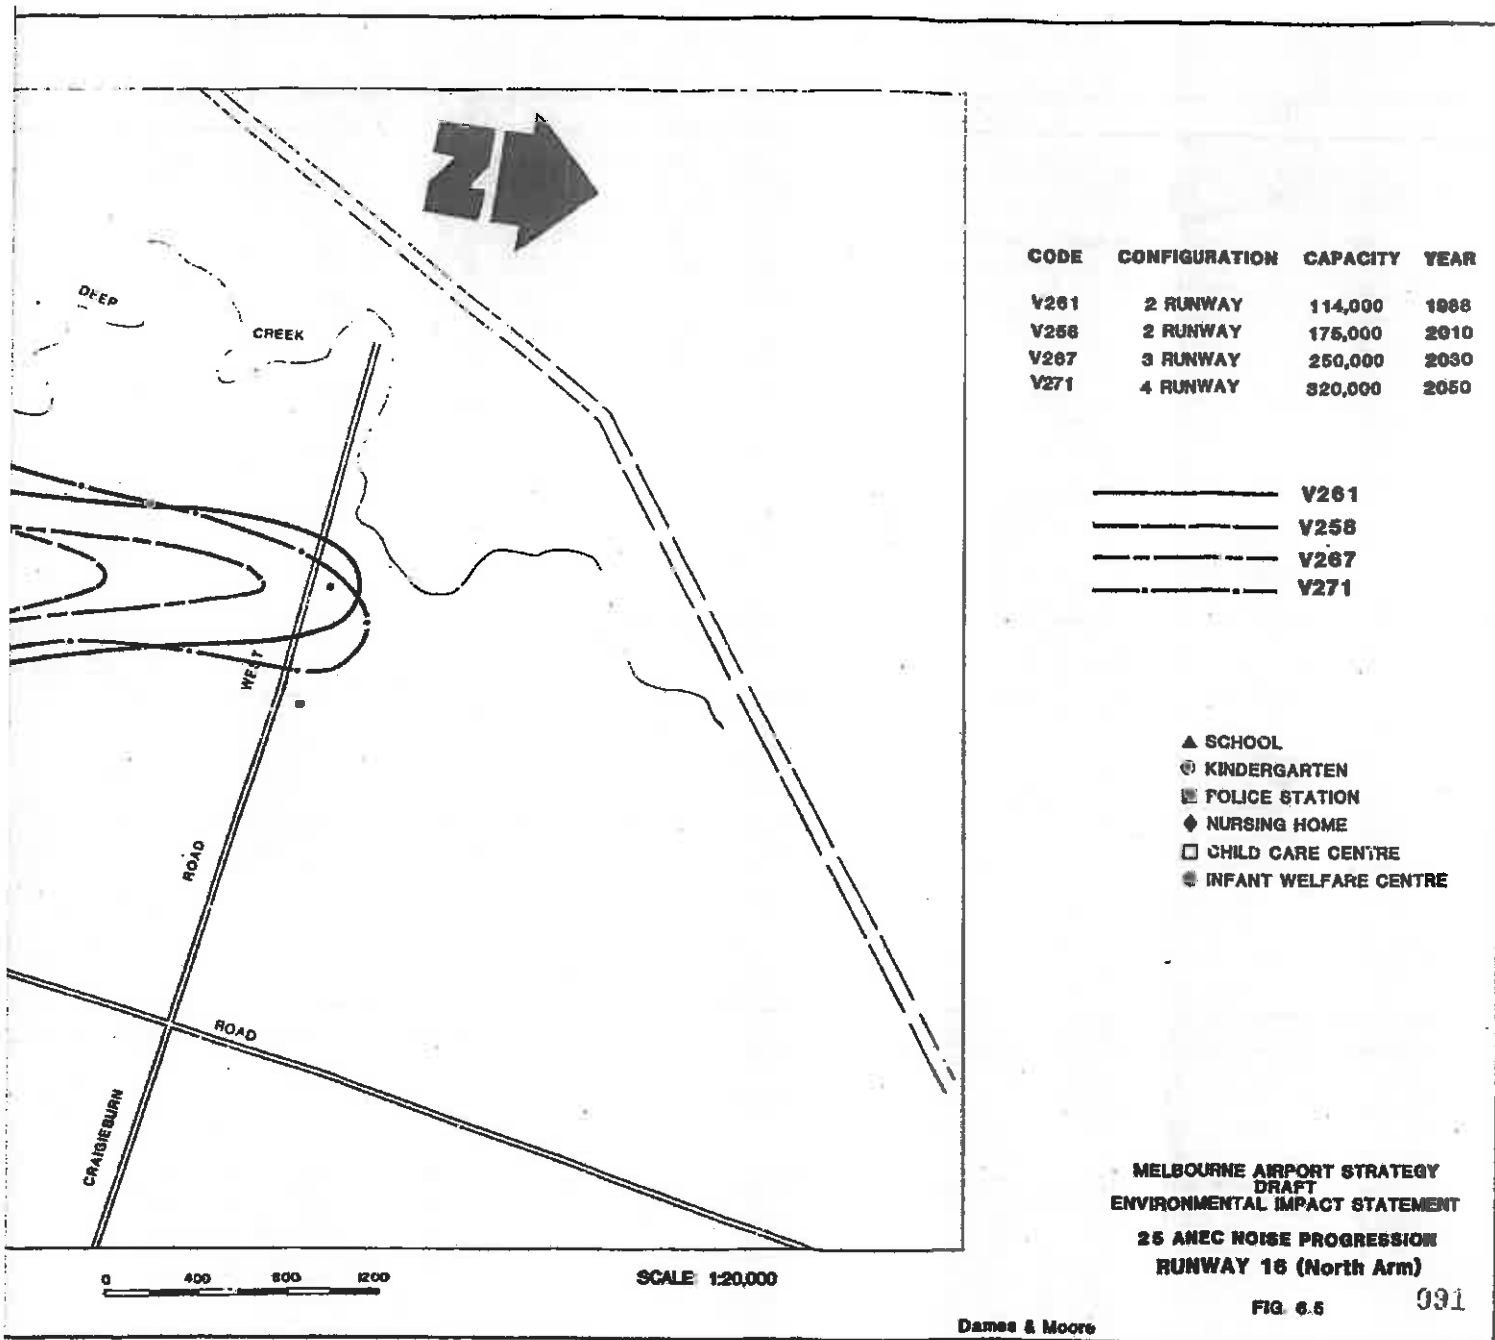 N
DEEP
CREEK
CODE CONFIGURATION CAPACITY YEAR
V261 2 RUNWAY 114,000 1988
V258 2 RUNWAY 175,000 2010
V267 3 RUNWAY 250,000 2030
V271 4 RUNWAY 320,000 2050
V261
V258
V267
V271
WEST
ROAD
ROAD
CRAIGIEBURN
SCHOOL
KINDERGARTEN
POLICE STATION
NURSING HOME
CHILD CARE CENTRE
INFANT WELFARE CENTRE
0 400 800 1200
SCALE 1:20,000
MELBOURNE AIRPORT STRATEGY
DRAFT
ENVIRONMENTAL IMPACT STATEMENT
25 ANEC NOISE PROGRESSION
RUNWAY 16 (North Arm)
FIG. 6.5
091
Dames & Moore